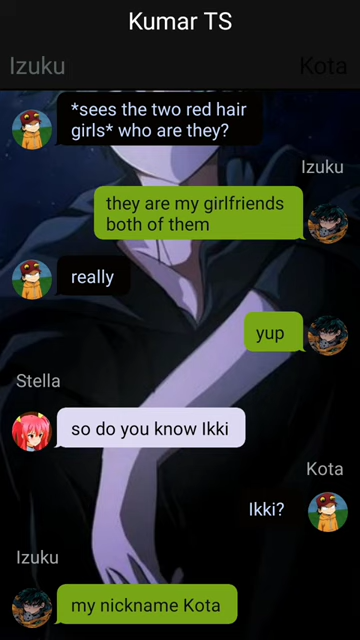 Kumar TS
Izuku
Kota
*sees the two red hair
girls* who are they?
Izuku
they are my girlfriends
both of them
really
yup
Stella
so do you know Ikki
Kota
Ikki?
Izuku
my nickname Kota